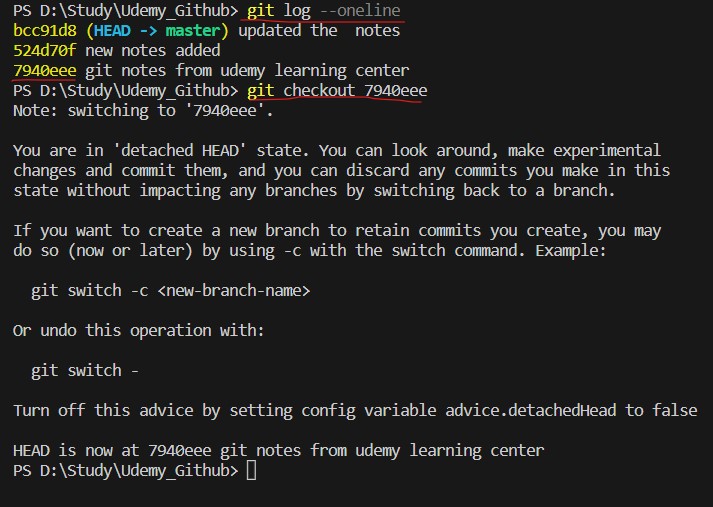 PS D:\Study\Udemy_Github> git log --oneline
bcc91d8 (HEAD -> master) updated the  notes
524d70f new notes added
7940eee git notes from udemy learning center
PS D:\Study\Udemy_Github> git checkout 7940eee
Note: switching to '7940eee'.
You are in 'detached HEAD' state. You can look around, make experimental
changes and commit them, and you can discard any commits you make in this
state without impacting any branches by switching back to a branch.
If you want to create a new branch to retain commits you create, you may
do so (now or later) by using -c with the switch command. Example:
git switch -c <new-branch-name>
Or undo this operation with:
git switch -
Turn off this advice by setting config variable advice.detachedHead to false
HEAD is now at 7940eee git notes from udemy learning center
PS D:\Study\Udemy_Github>